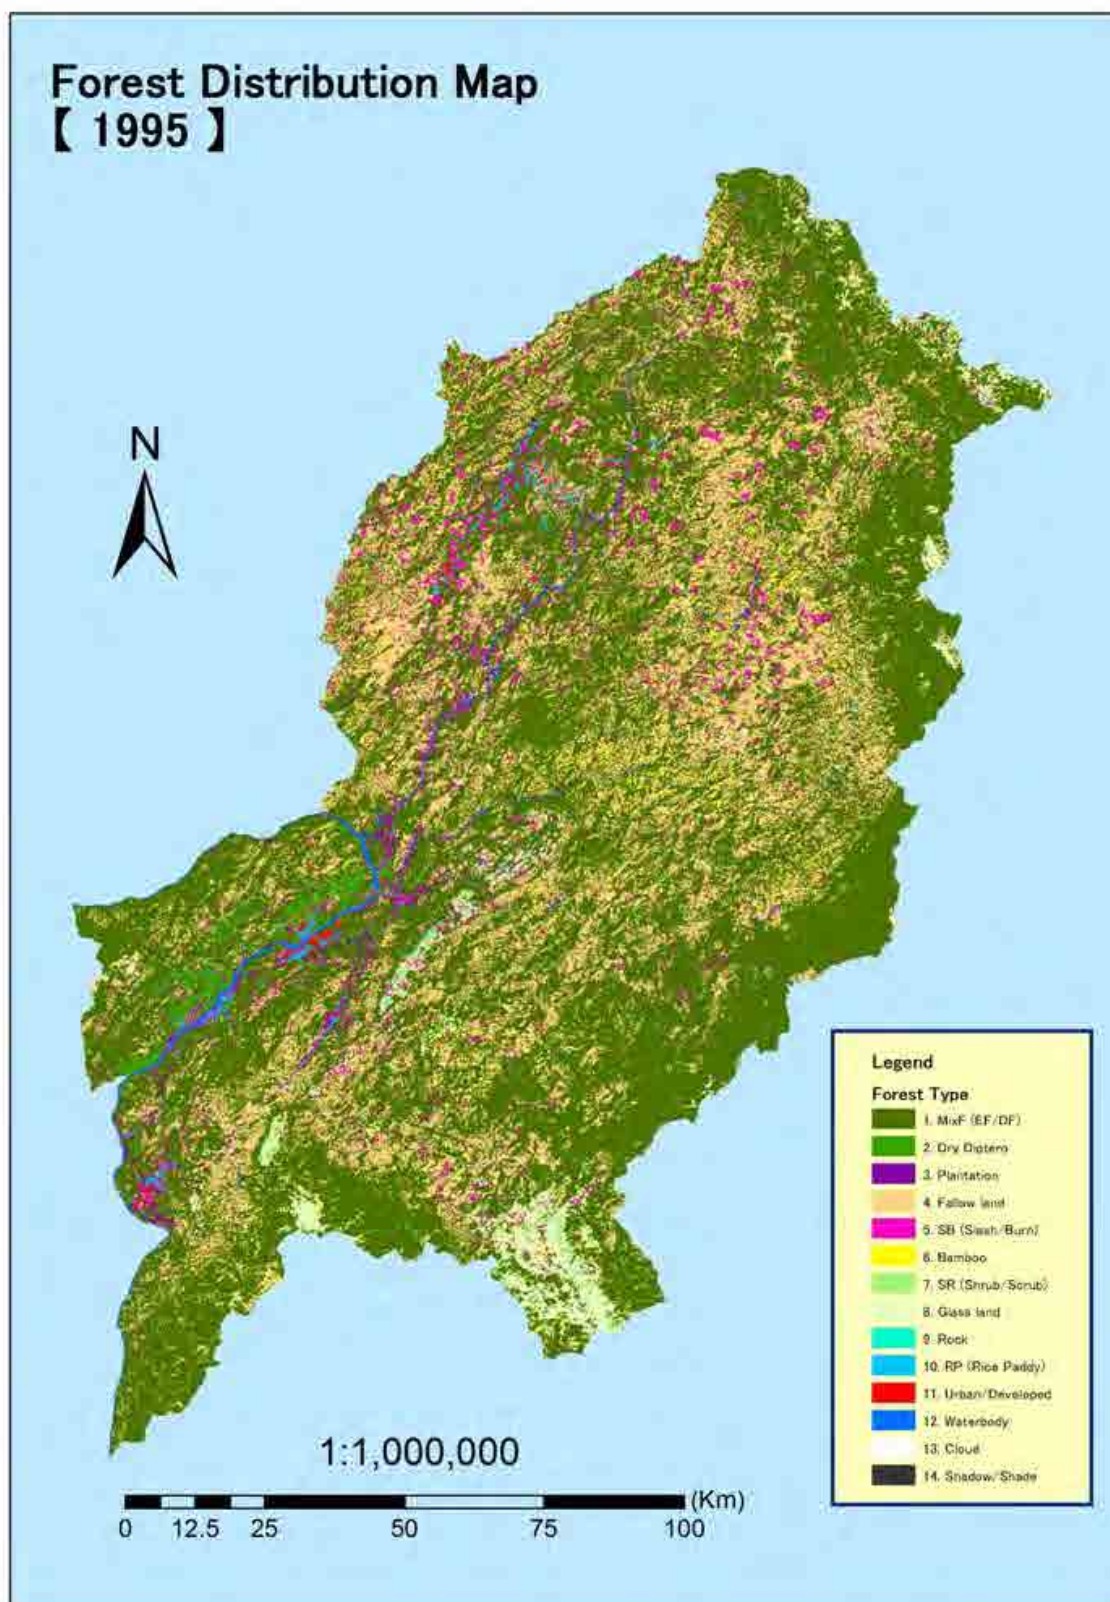 Forest Distribution Map
【 1995 】
N
Legend
Forest Type
1. MixF (EF/DF)
2. Dry Diptero
3. Plantation
4. Fallow land
5. SB (Slash/Burn)
6. Bamboo
7. SR (Shrub/Scrub)
8. Glass land
9. Rock
10. RP (Rice Paddy)
11. Urban/Developed
12. Waterbody
13. Cloud
14. Shadow/Shade
1:1,000,000
(Km)
0 12.5 25 50 75 100